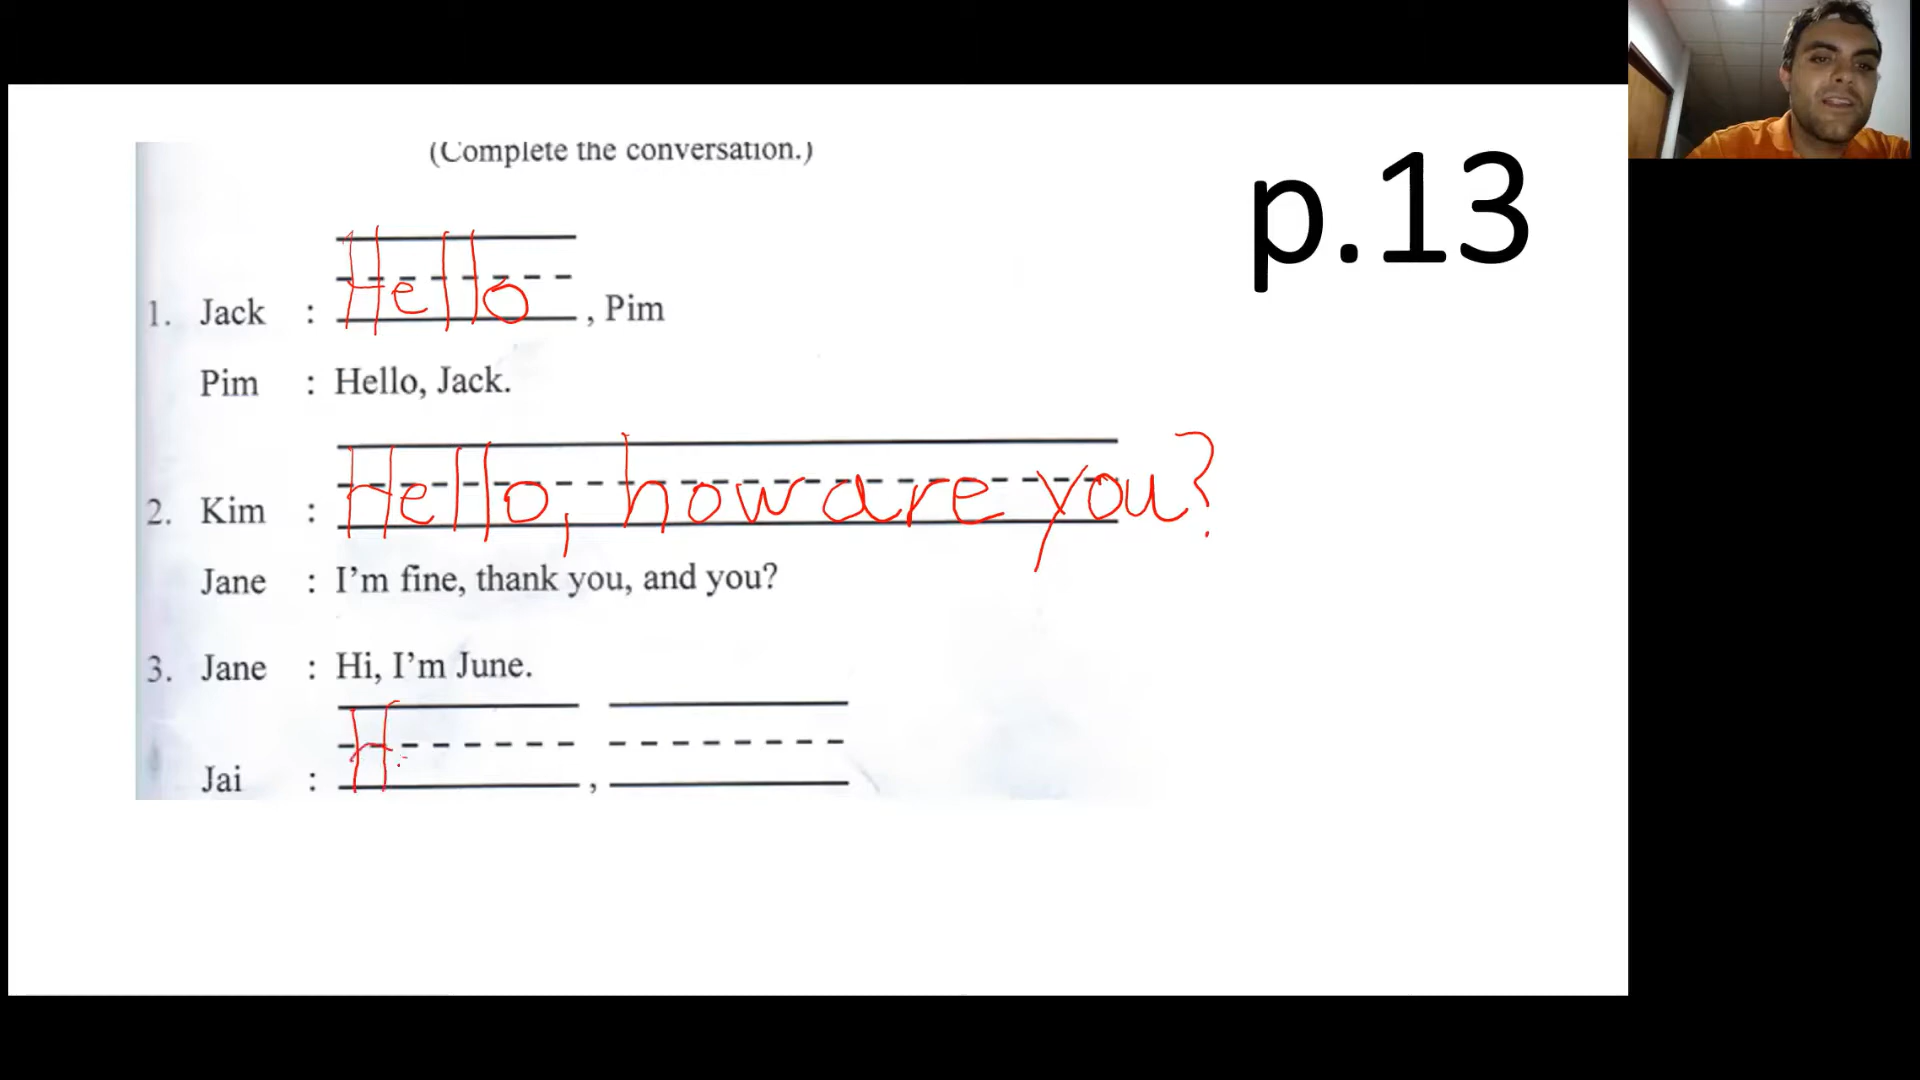 (Complete the conversation.)
p.13
1. Jack : Hello, Pim
Pim : Hello, Jack.
2. Kim : Hello, how are you?
Jane : I'm fine, thank you, and you?
3. Jane : Hi, I'm June.
Jai : H ,